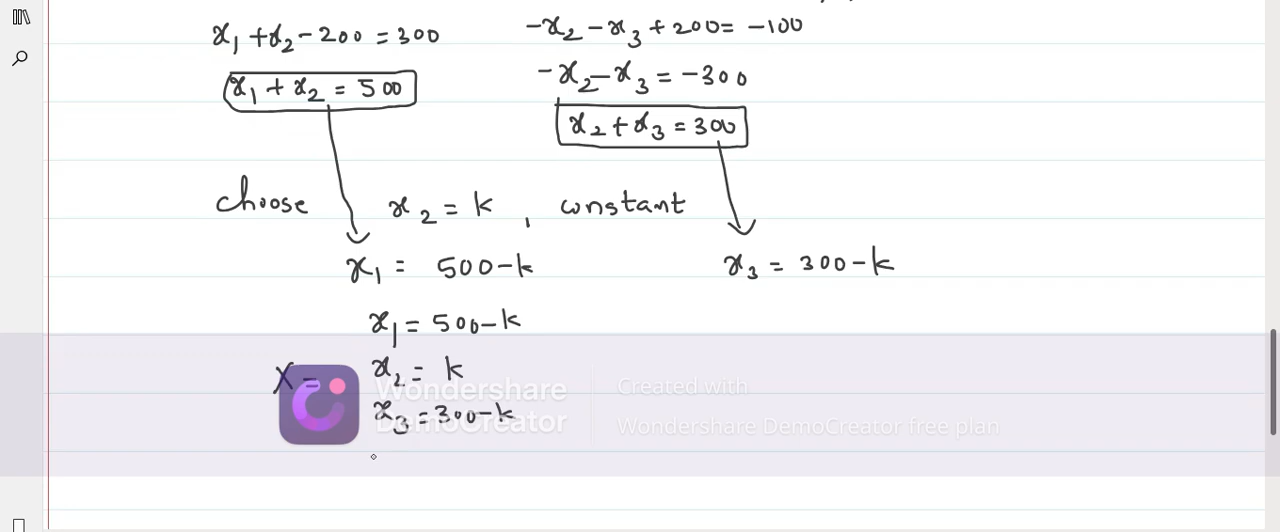 x₁ + x₂ - 200 = 300
-x₂ - x₃ + 200 = -100
x₁ + x₂ = 500
-x₂ - x₃ = -300
x₂ + x₃ = 300
choose x₂ = k , constant
x₁ = 500 - k
x₃ = 300 - k
x₁ = 500 - k
X = x₂ = k
x₃ = 300 - k
Wondershare
DemoCreator
Created with
Wondershare DemoCreator free plan